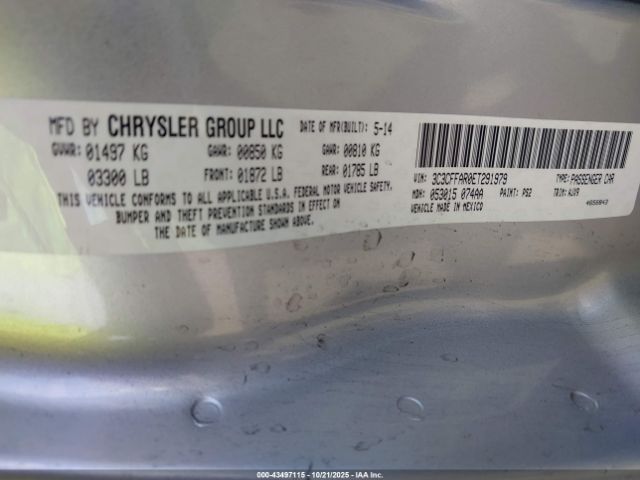 MFD BY CHRYSLER GROUP LLC DATE OF MFR(BUILT): 5-14
GVWR: 01497 KG GAWR: 00850 KG GAWR: 00810 KG
03300 LB FRONT: 01872 LB REAR: 01785 LB
THIS VEHICLE CONFORMS TO ALL APPLICABLE U.S.A. FEDERAL MOTOR VEHICLE SAFETY,
BUMPER AND THEFT PREVENTION STANDARDS IN EFFECT ON
THE DATE OF MANUFACTURE SHOWN ABOVE.
VIN: 3C3CFFAR0ET291979 TYPE: PASSENGER CAR
MDH: 053015 074AA PAINT: PS2 TRIM:
VEHICLE MADE IN MEXICO
000-43497115 - 10/21/2025 - IAA Inc.